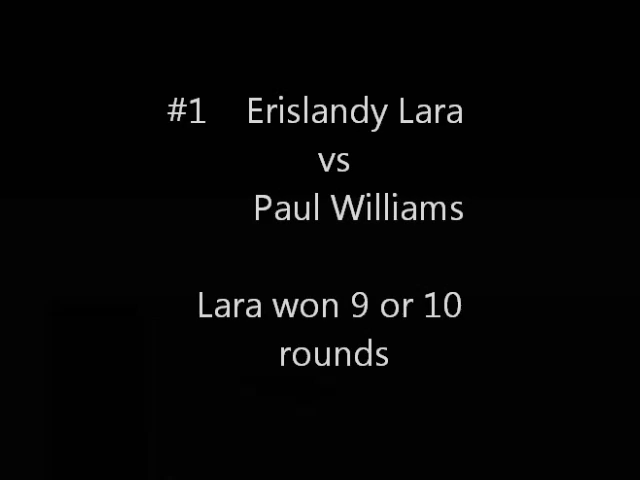 #1 Erislandy Lara
vs
Paul Williams
Lara won 9 or 10
rounds